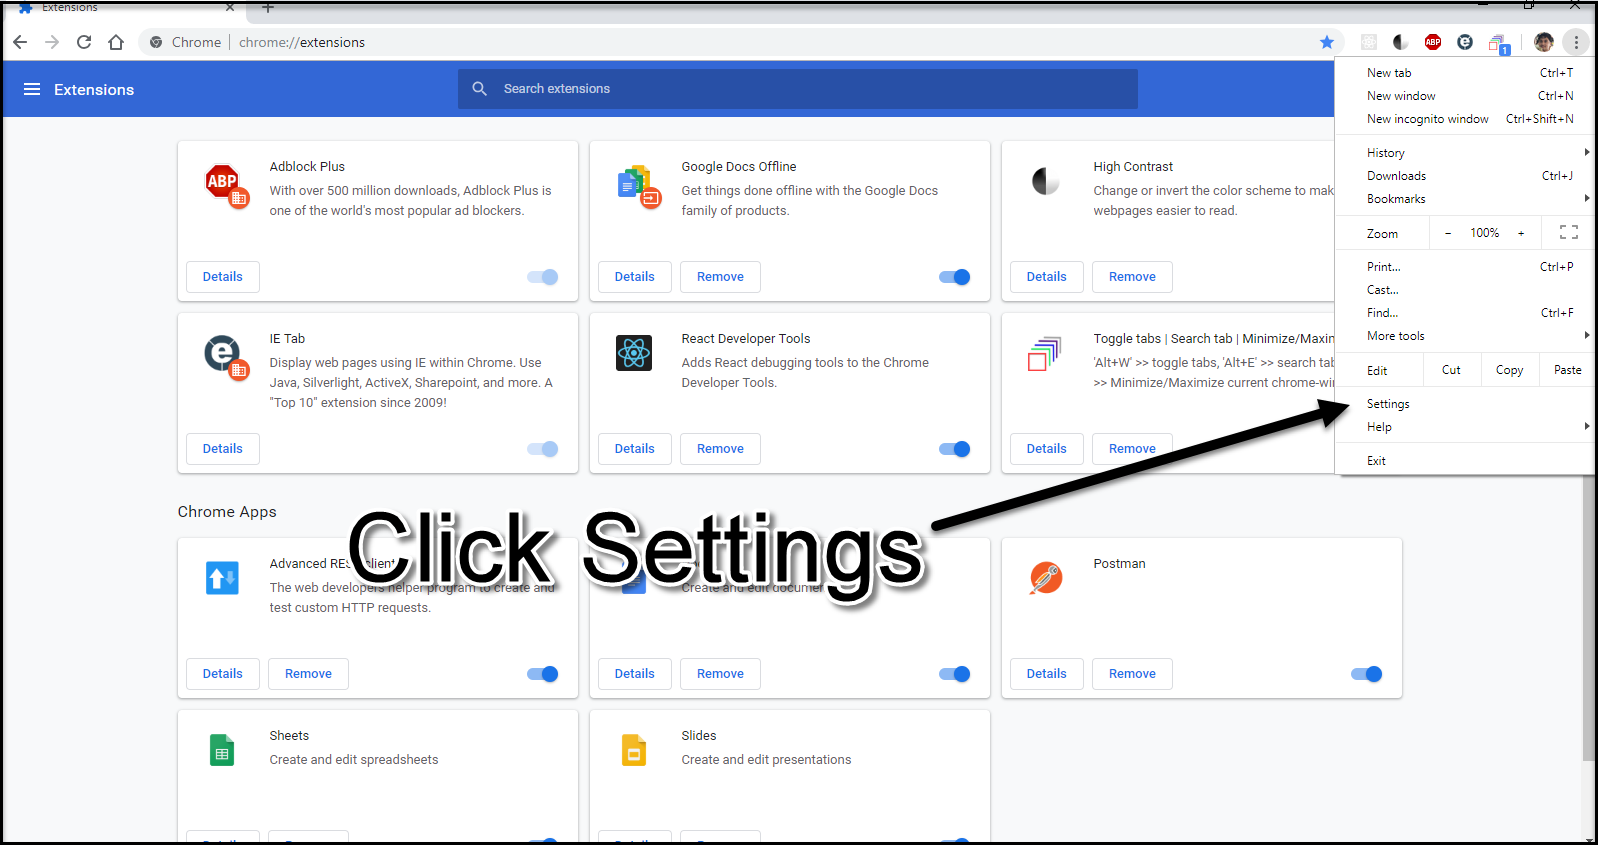 Extensions
Chrome | chrome://extensions
ABP
1
Extensions
Search extensions
New tab Ctrl+T
New window Ctrl+N
New incognito window Ctrl+Shift+N
History
Downloads Ctrl+J
Bookmarks
Zoom - 100% +
Print... Ctrl+P
Cast...
Find... Ctrl+F
More tools
Edit Cut Copy Paste
Settings
Help
Exit
ABP
Adblock Plus
With over 500 million downloads, Adblock Plus is
one of the world's most popular ad blockers.
Details
Google Docs Offline
Get things done offline with the Google Docs
family of products.
Details Remove
High Contrast
Change or invert the color scheme to mak
webpages easier to read.
Details Remove
IE Tab
Display web pages using IE within Chrome. Use
Java, Silverlight, ActiveX, Sharepoint, and more. A
"Top 10" extension since 2009!
Details
React Developer Tools
Adds React debugging tools to the Chrome
Developer Tools.
Details Remove
Toggle tabs | Search tab | Minimize/Maxin
'Alt+W' >> toggle tabs, 'Alt+E' >> search tab
>> Minimize/Maximize current chrome-wi
Details Remove
Click Settings
Chrome Apps
Advanced REST client
The web developers helper program to create and
test custom HTTP requests.
Details Remove
Create and edit documen
Details Remove
Postman
Details Remove
Sheets
Create and edit spreadsheets
Slides
Create and edit presentations